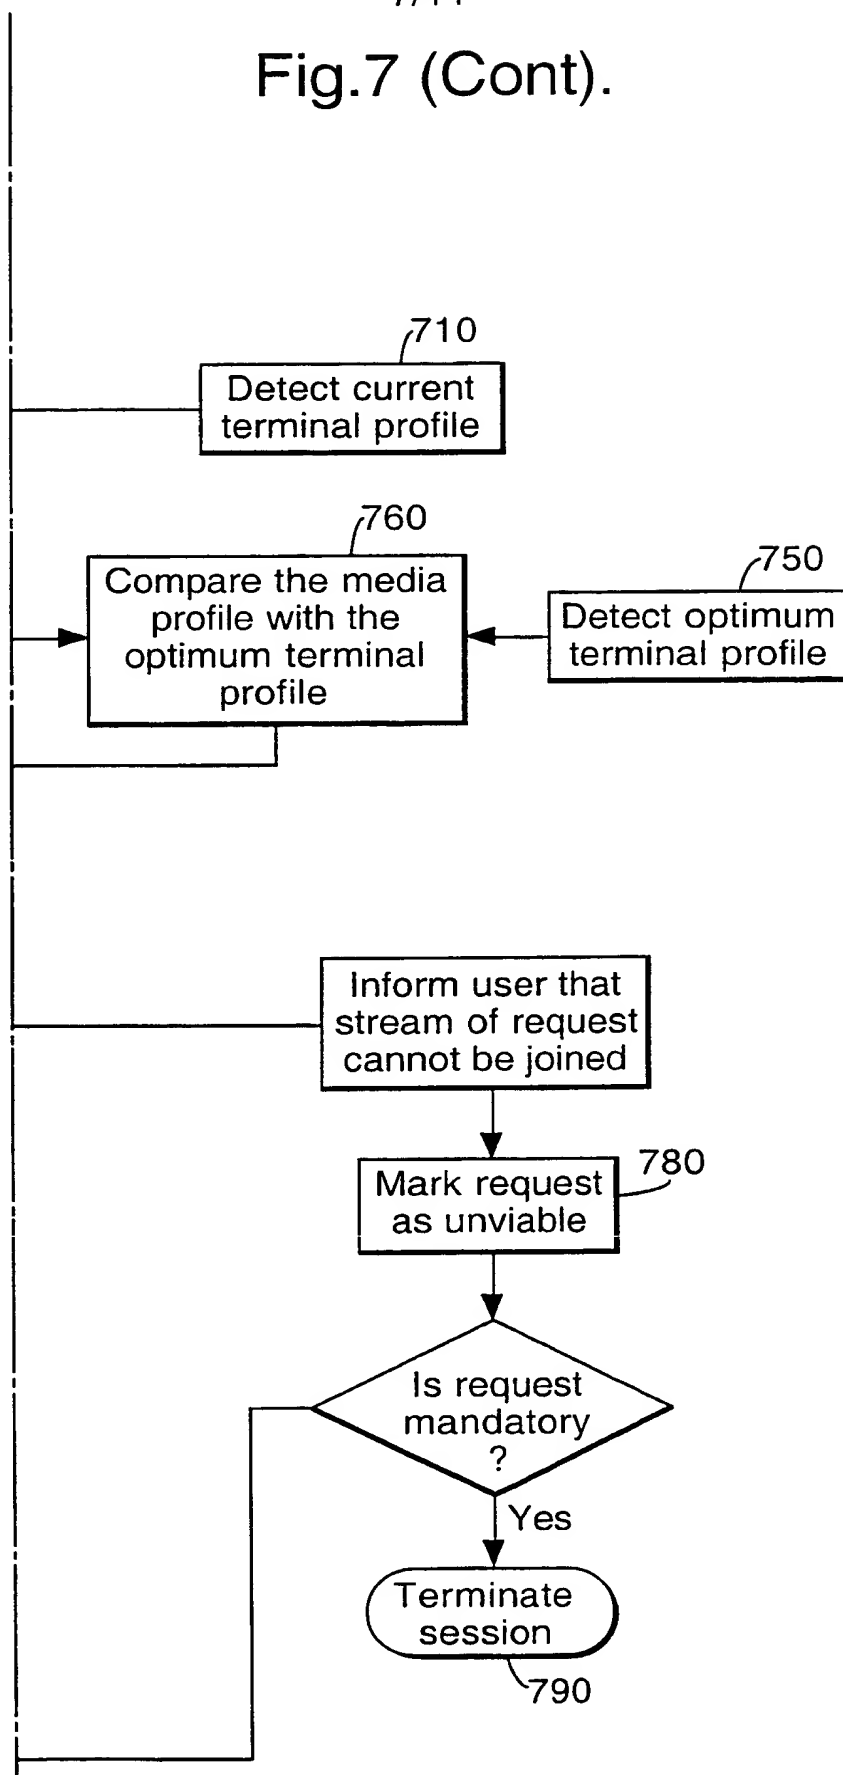 Fig.7 (Cont).
710
Detect current
terminal profile
760
Compare the media
profile with the
optimum terminal
profile
750
Detect optimum
terminal profile
Inform user that
stream of request
cannot be joined
780
Mark request
as unviable
Is request
mandatory
?
Yes
Terminate
session
790